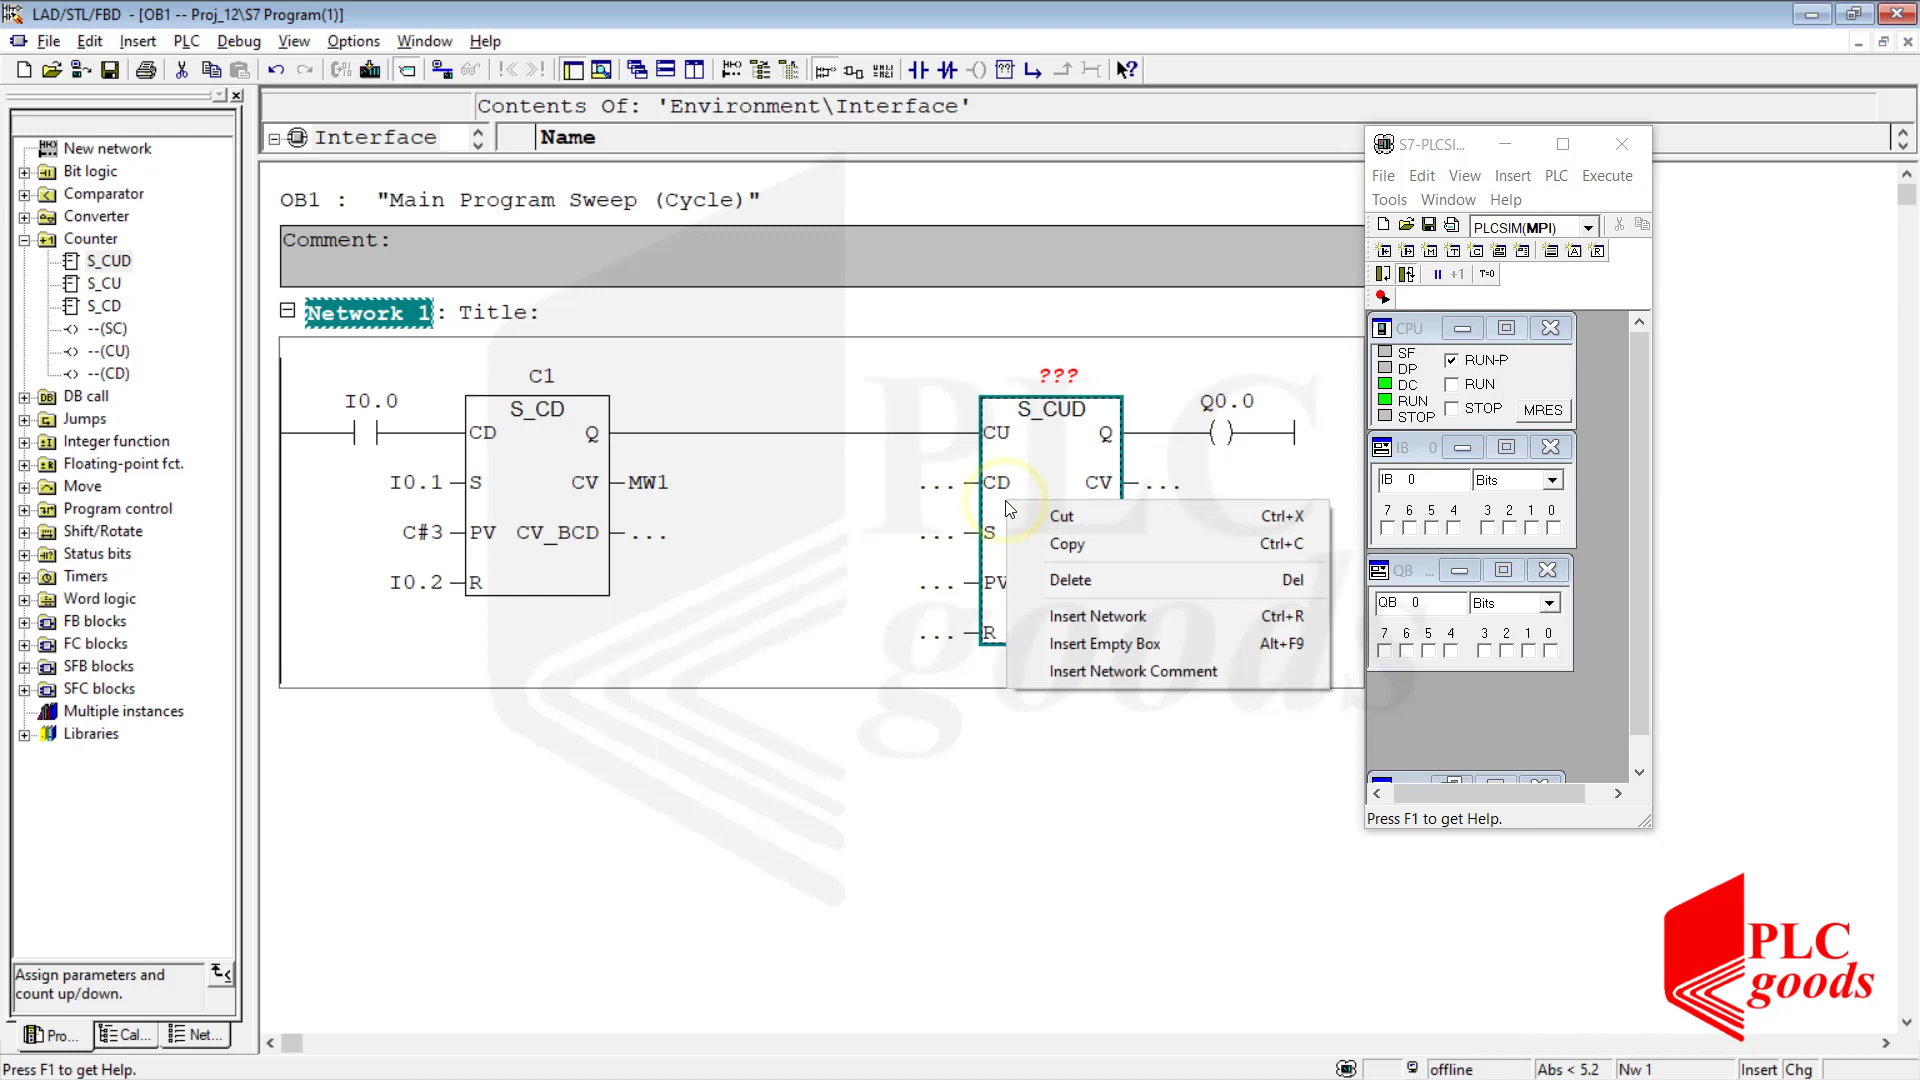 LAD/STL/FBD - [OB1 -- Proj_12\S7 Program(1)]
File Edit Insert PLC Debug View Options Window Help
Contents Of: 'Environment\Interface'
Interface
Name
New network
Bit logic
Comparator
Converter
Counter
S_CUD
S_CU
S_CD
--(SC)
--(CU)
--(CD)
DB call
Jumps
Integer function
Floating-point fct.
Move
Program control
Shift/Rotate
Status bits
Timers
Word logic
FB blocks
FC blocks
SFB blocks
SFC blocks
Multiple instances
Libraries
Assign parameters and
count up/down.
Pro... Cal... Net...
OB1 : "Main Program Sweep (Cycle)"
Comment:
Network 1: Title:
C1
I0.0
S_CD
CD Q
I0.1 S CV MW1
C#3 PV CV_BCD ...
I0.2 R
???
S_CUD
CU Q
Q0.0
... CD CV ...
... S
... PV
... R
Cut Ctrl+X
Copy Ctrl+C
Delete Del
Insert Network Ctrl+R
Insert Empty Box Alt+F9
Insert Network Comment
S7-PLCSI...
File Edit View Insert PLC Execute
Tools Window Help
PLCSIM(MPI)
+1 T=0
CPU
SF
DP
DC
RUN
STOP
RUN-P
RUN
STOP
MRES
IB 0
IB 0 Bits
7 6 5 4 3 2 1 0
QB ...
QB 0 Bits
7 6 5 4 3 2 1 0
Press F1 to get Help.
PLC
goods
PLC
goods
Press F1 to get Help.
offline Abs < 5.2 Nw 1 Insert Chg